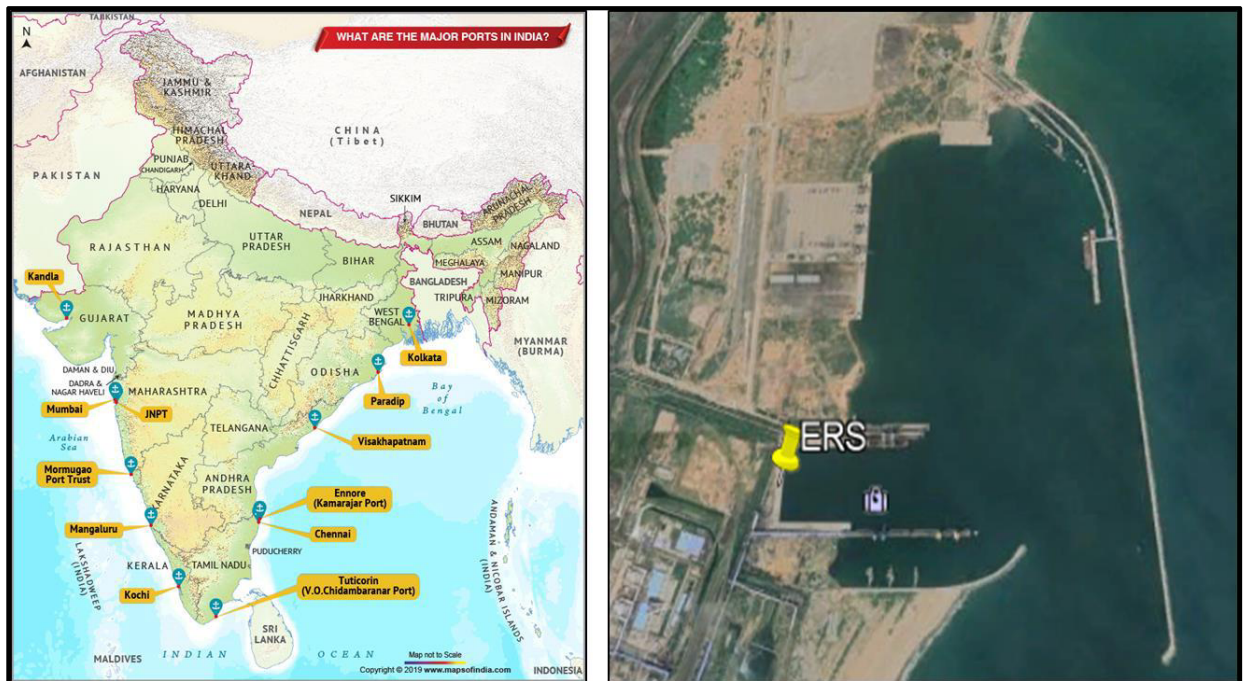 TAJIKISTAN
N
WHAT ARE THE MAJOR PORTS IN INDIA?
AFGHANISTAN
JAMMU &
KASHMIR
CHINA
(Tibet)
HIMACHAL
PRADESH
PUNJAB
CHANDIGARH
UTTARA-
KHAND
PAKISTAN
HARYANA
DELHI
SIKKIM
NEPAL
BHUTAN
ARUNACHAL
PRADESH
RAJASTHAN
UTTAR
PRADESH
ASSAM
NAGALAND
BIHAR
MEGHALAYA
MANIPUR
BANGLADESH
Kandla
GUJARAT
MADHYA
PRADESH
JHARKHAND
TRIPURA
MIZORAM
WEST
BENGAL
MYANMAR
(BURMA)
CHHATTISGARH
Kolkata
DAMAN & DIU
DADRA &
NAGAR HAVELI
MAHARASHTRA
ODISHA
Paradip
Bay
of
Bengal
Mumbai
JNPT
TELANGANA
Visakhapatnam
Arabian
Sea
Mormugao
Port Trust
KARNATAKA
ANDHRA
PRADESH
Ennore
(Kamarajar Port)
Mangaluru
Chennai
LAKSHADWEEP
(INDIA)
ANDAMAN & NICOBAR ISLANDS
(INDIA)
PUDUCHERRY
KERALA
TAMIL NADU
Kochi
Tuticorin
(V.O.Chidambaranar Port)
SRI
LANKA
MALDIVES
INDIAN OCEAN
Map not to Scale
Copyright © 2019 www.mapsofindia.com
INDONESIA
ERS